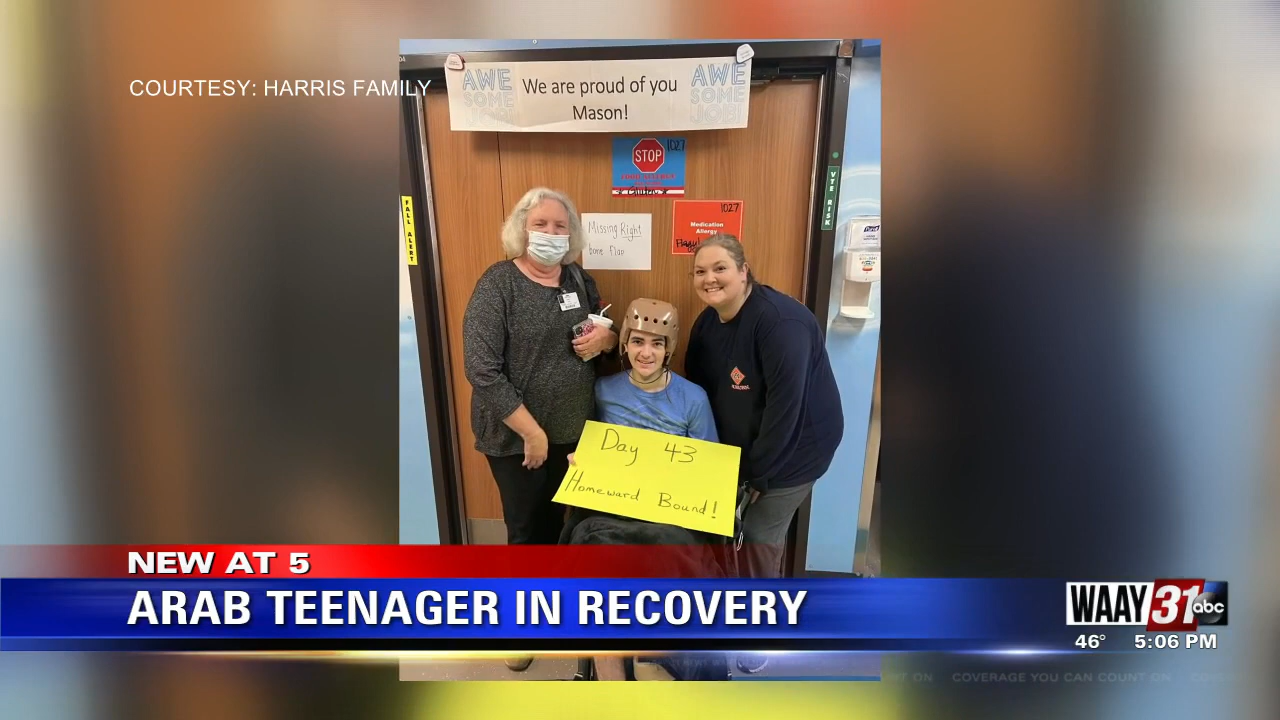 COURTESY: HARRIS FAMILY
AWE
SOME
JOB!
We are proud of you
Mason!
AWE
SOME
JOB!
STOP
1027
FALL ALERT
VTE RISK
Missing Right
bone Flap
1027
Medication
Allergy
Purell
Day 43
Homeward Bound!
NEW AT 5
ARAB TEENAGER IN RECOVERY
WAAY 31 abc
46° 5:06 PM
COVERAGE YOU CAN COUNT ON